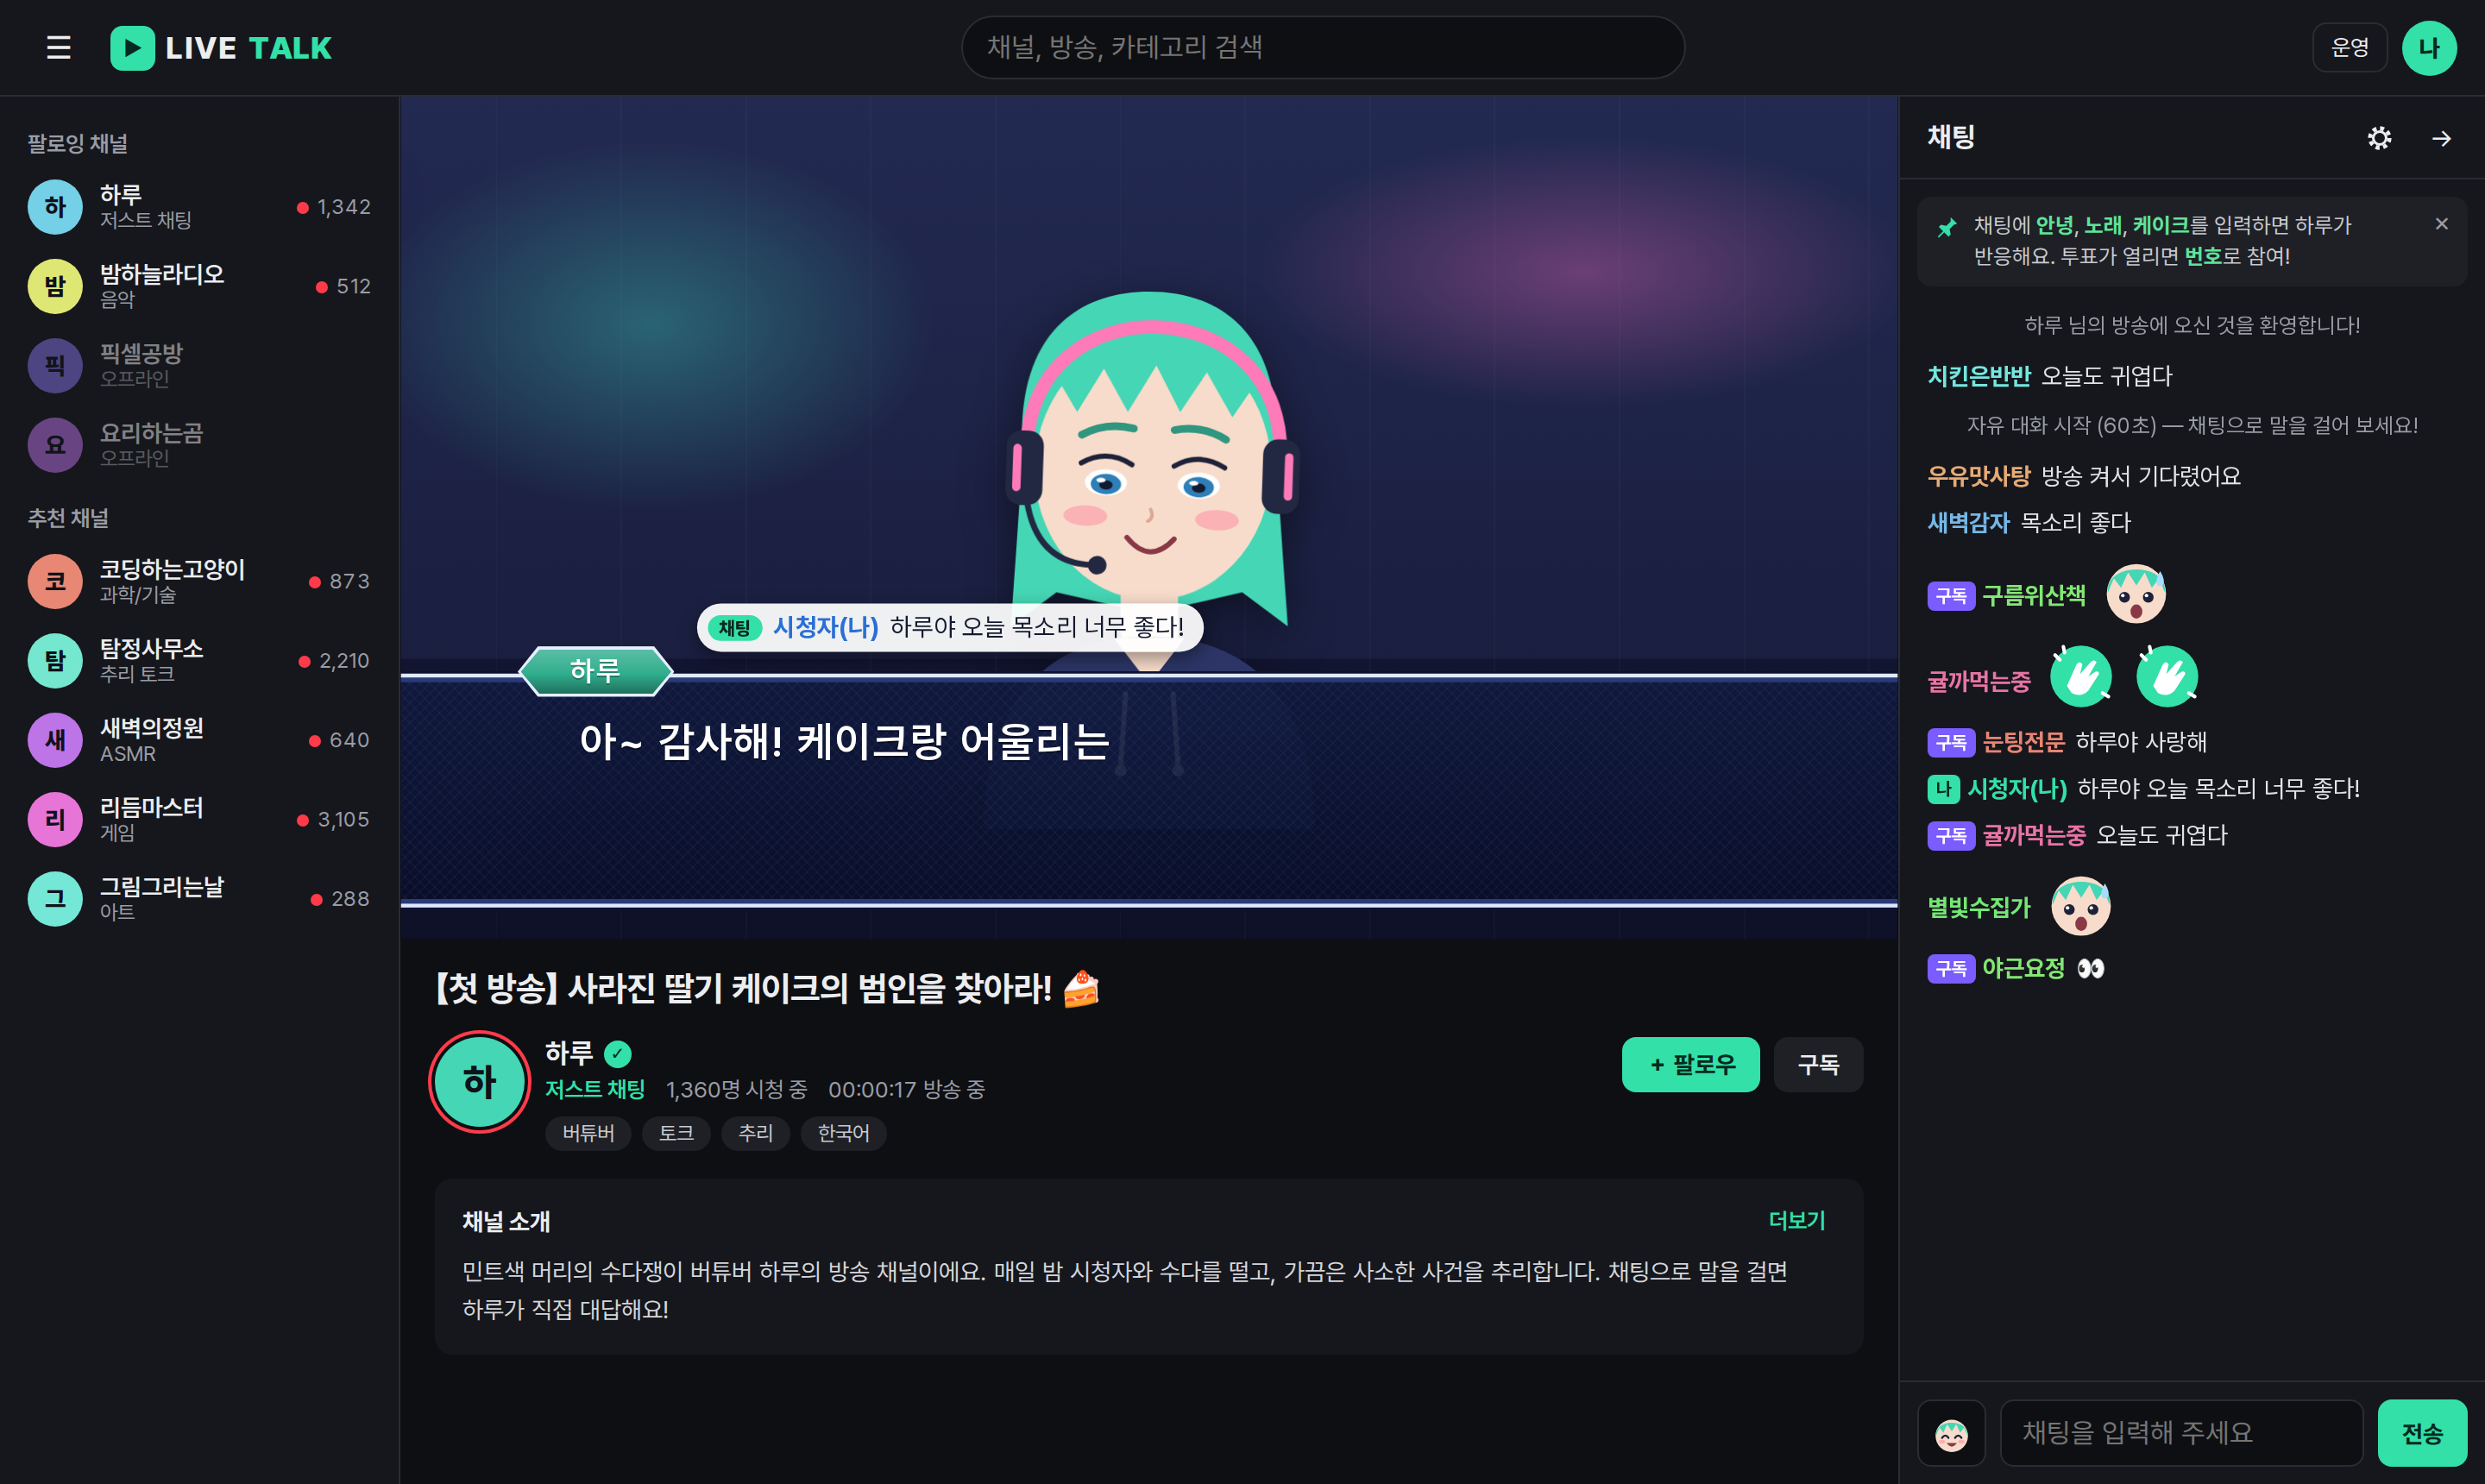 LIVE TALK
채널, 방송, 카테고리 검색
운영
나
팔로잉 채널
하
하루
저스트 채팅
1,342
밤
밤하늘라디오
음악
512
픽
픽셀공방
오프라인
요
요리하는곰
오프라인
추천 채널
코
코딩하는고양이
과학/기술
873
탐
탐정사무소
추리 토크
2,210
새
새벽의정원
ASMR
640
리
리듬마스터
게임
3,105
그
그림그리는날
아트
288
채팅 시청자(나) 하루야 오늘 목소리 너무 좋다!
하루
아~ 감사해! 케이크랑 어울리는
【첫 방송】 사라진 딸기 케이크의 범인을 찾아라! 🍰
하
하루 ✓
저스트 채팅 1,360명 시청 중 00:00:17 방송 중
버튜버 토크 추리 한국어
+ 팔로우
구독
채널 소개
더보기
민트색 머리의 수다쟁이 버튜버 하루의 방송 채널이에요. 매일 밤 시청자와 수다를 떨고, 가끔은 사소한 사건을 추리합니다. 채팅으로 말을 걸면
하루가 직접 대답해요!
채팅
채팅에 안녕, 노래, 케이크를 입력하면 하루가
반응해요. 투표가 열리면 번호로 참여!
하루 님의 방송에 오신 것을 환영합니다!
치킨은반반 오늘도 귀엽다
자유 대화 시작 (60초) — 채팅으로 말을 걸어 보세요!
우유맛사탕 방송 켜서 기다렸어요
새벽감자 목소리 좋다
구독 구름위산책
귤까먹는중
구독 눈팅전문 하루야 사랑해
나 시청자(나) 하루야 오늘 목소리 너무 좋다!
구독 귤까먹는중 오늘도 귀엽다
별빛수집가
구독 야근요정 👀
채팅을 입력해 주세요
전송